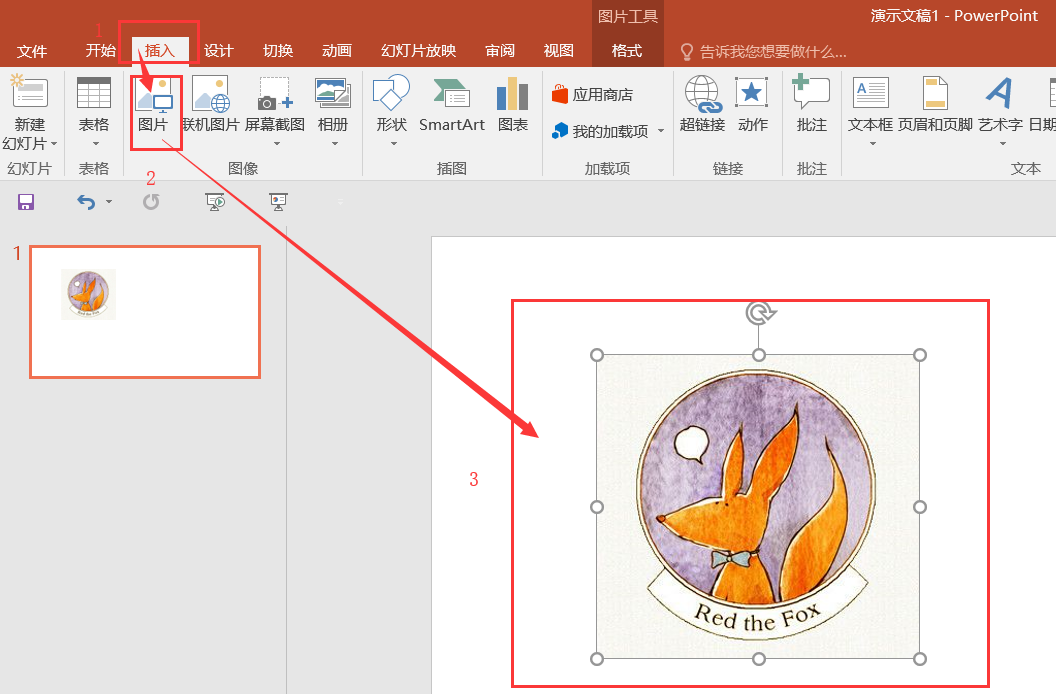 图片工具
演示文稿1 - PowerPoint
1
文件 开始 插入 设计 切换 动画 幻灯片放映 审阅 视图 格式 告诉我您想要做什么...
新建
幻灯片
表格 图片 联机图片 屏幕截图 相册 形状 SmartArt 图表
应用商店
我的加载项
超链接 动作 批注 文本框 页眉和页脚 艺术字 日期
幻灯片 表格 图像 插图 加载项 链接 批注 文本
2
1
Red the Fox
3
Red the Fox